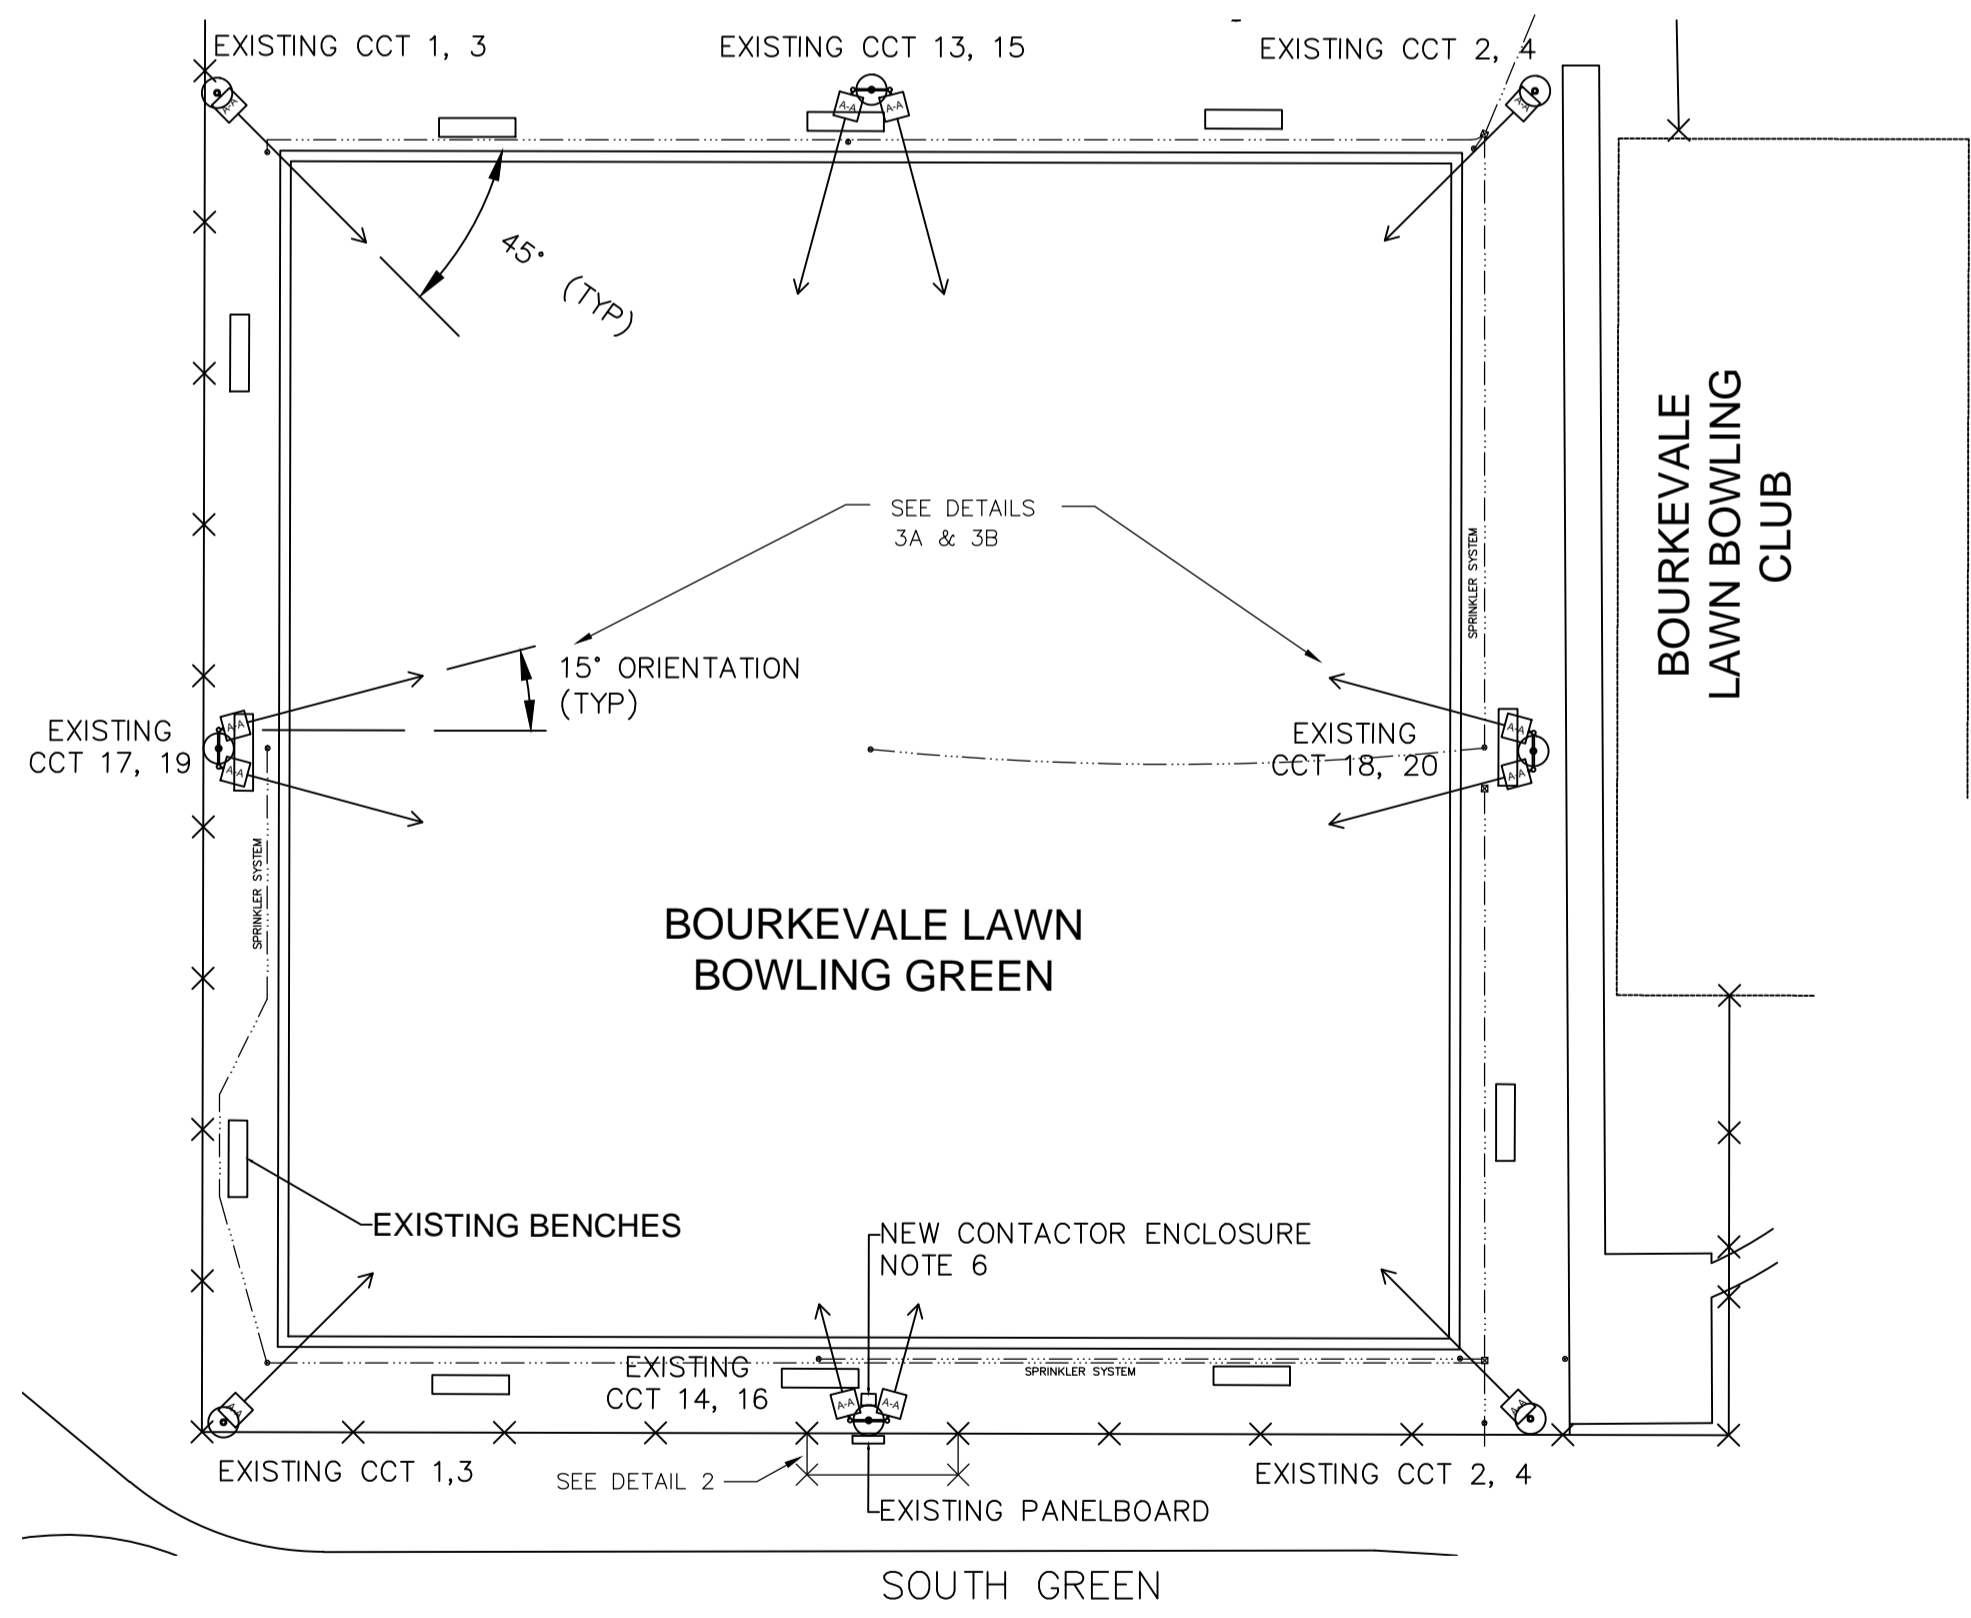 EXISTING CCT 1, 3
EXISTING CCT 13, 15
EXISTING CCT 2, 4
A-A
A-A
A-A
A-A
45° (TYP)
SEE DETAILS
3A & 3B
BOURKEVALE
LAWN BOWLING
CLUB
SPRINKLER SYSTEM
15° ORIENTATION
(TYP)
EXISTING
CCT 17, 19
A-A
A-A
EXISTING
CCT 18, 20
A-A
A-A
SPRINKLER SYSTEM
BOURKEVALE LAWN
BOWLING GREEN
EXISTING BENCHES
NEW CONTACTOR ENCLOSURE
NOTE 6
EXISTING
CCT 14, 16
SPRINKLER SYSTEM
A-A
A-A
A-A
A-A
EXISTING CCT 1,3
SEE DETAIL 2
EXISTING CCT 2, 4
EXISTING PANELBOARD
SOUTH GREEN